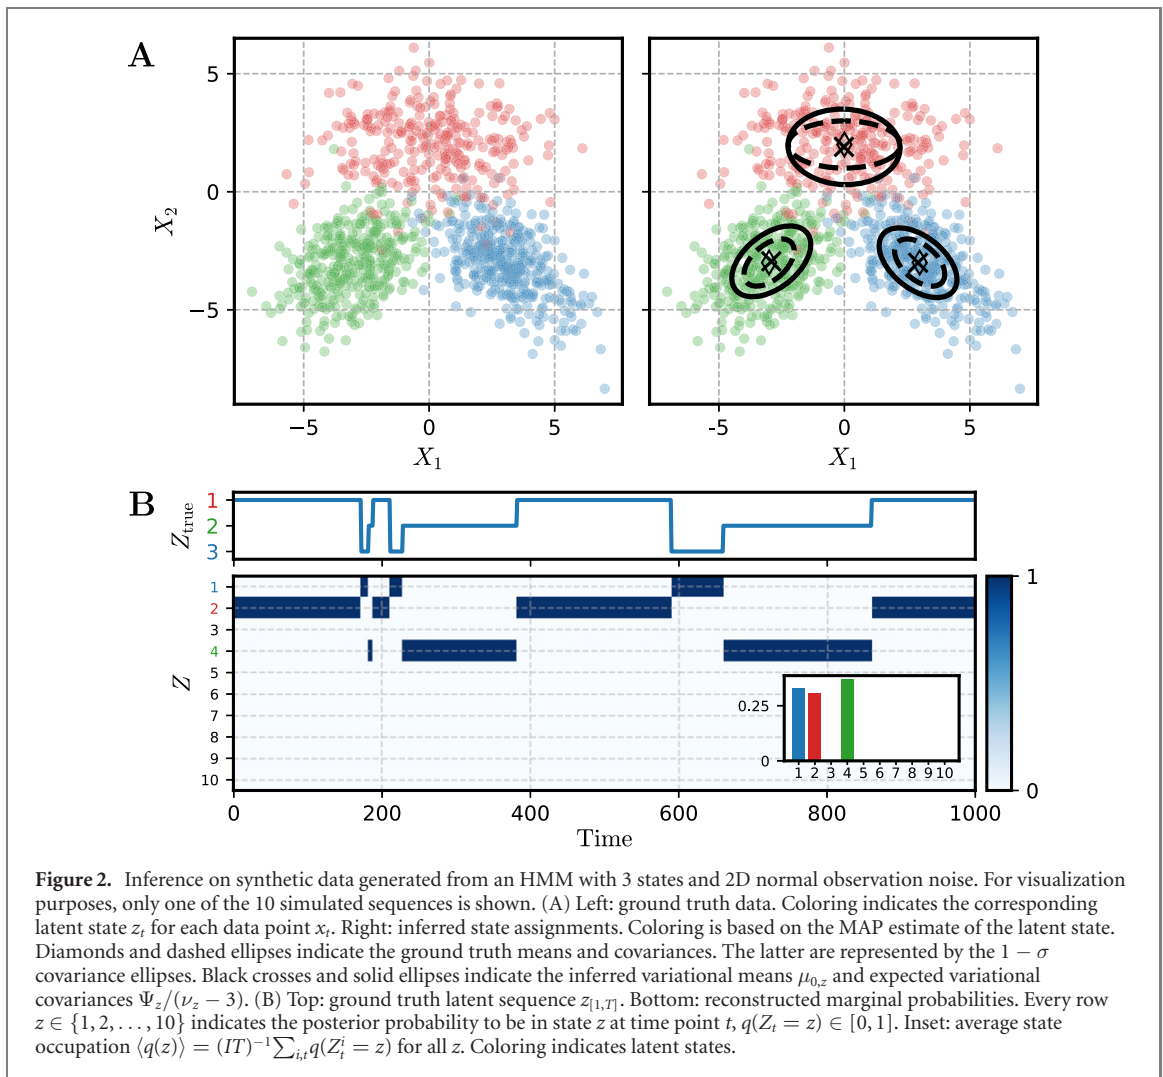 A
5
0
−5
X₂
−5
0
5
X₁
-5
0
5
X₁
B
Z_true
1
2
3
Z
1
2
3
4
5
6
7
8
9
10
0.25
0
1 2 3 4 5 6 7 8 9 10
1
0
0 200 400 600 800 1000
Time
Figure 2. Inference on synthetic data generated from an HMM with 3 states and 2D normal observation noise. For visualization
purposes, only one of the 10 simulated sequences is shown. (A) Left: ground truth data. Coloring indicates the corresponding
latent state zₜ for each data point xₜ. Right: inferred state assignments. Coloring is based on the MAP estimate of the latent state.
Diamonds and dashed ellipses indicate the ground truth means and covariances. The latter are represented by the 1 − σ
covariance ellipses. Black crosses and solid ellipses indicate the inferred variational means μ₀,z and expected variational
covariances Ψ_z/(ν_z − 3). (B) Top: ground truth latent sequence z_[1,T]. Bottom: reconstructed marginal probabilities. Every row
z ∈ {1, 2, . . . , 10} indicates the posterior probability to be in state z at time point t, q(Zₜ = z) ∈ [0, 1]. Inset: average state
occupation ⟨q(z)⟩ = (IT)⁻¹∑_i,t q(Zₜⁱ = z) for all z. Coloring indicates latent states.